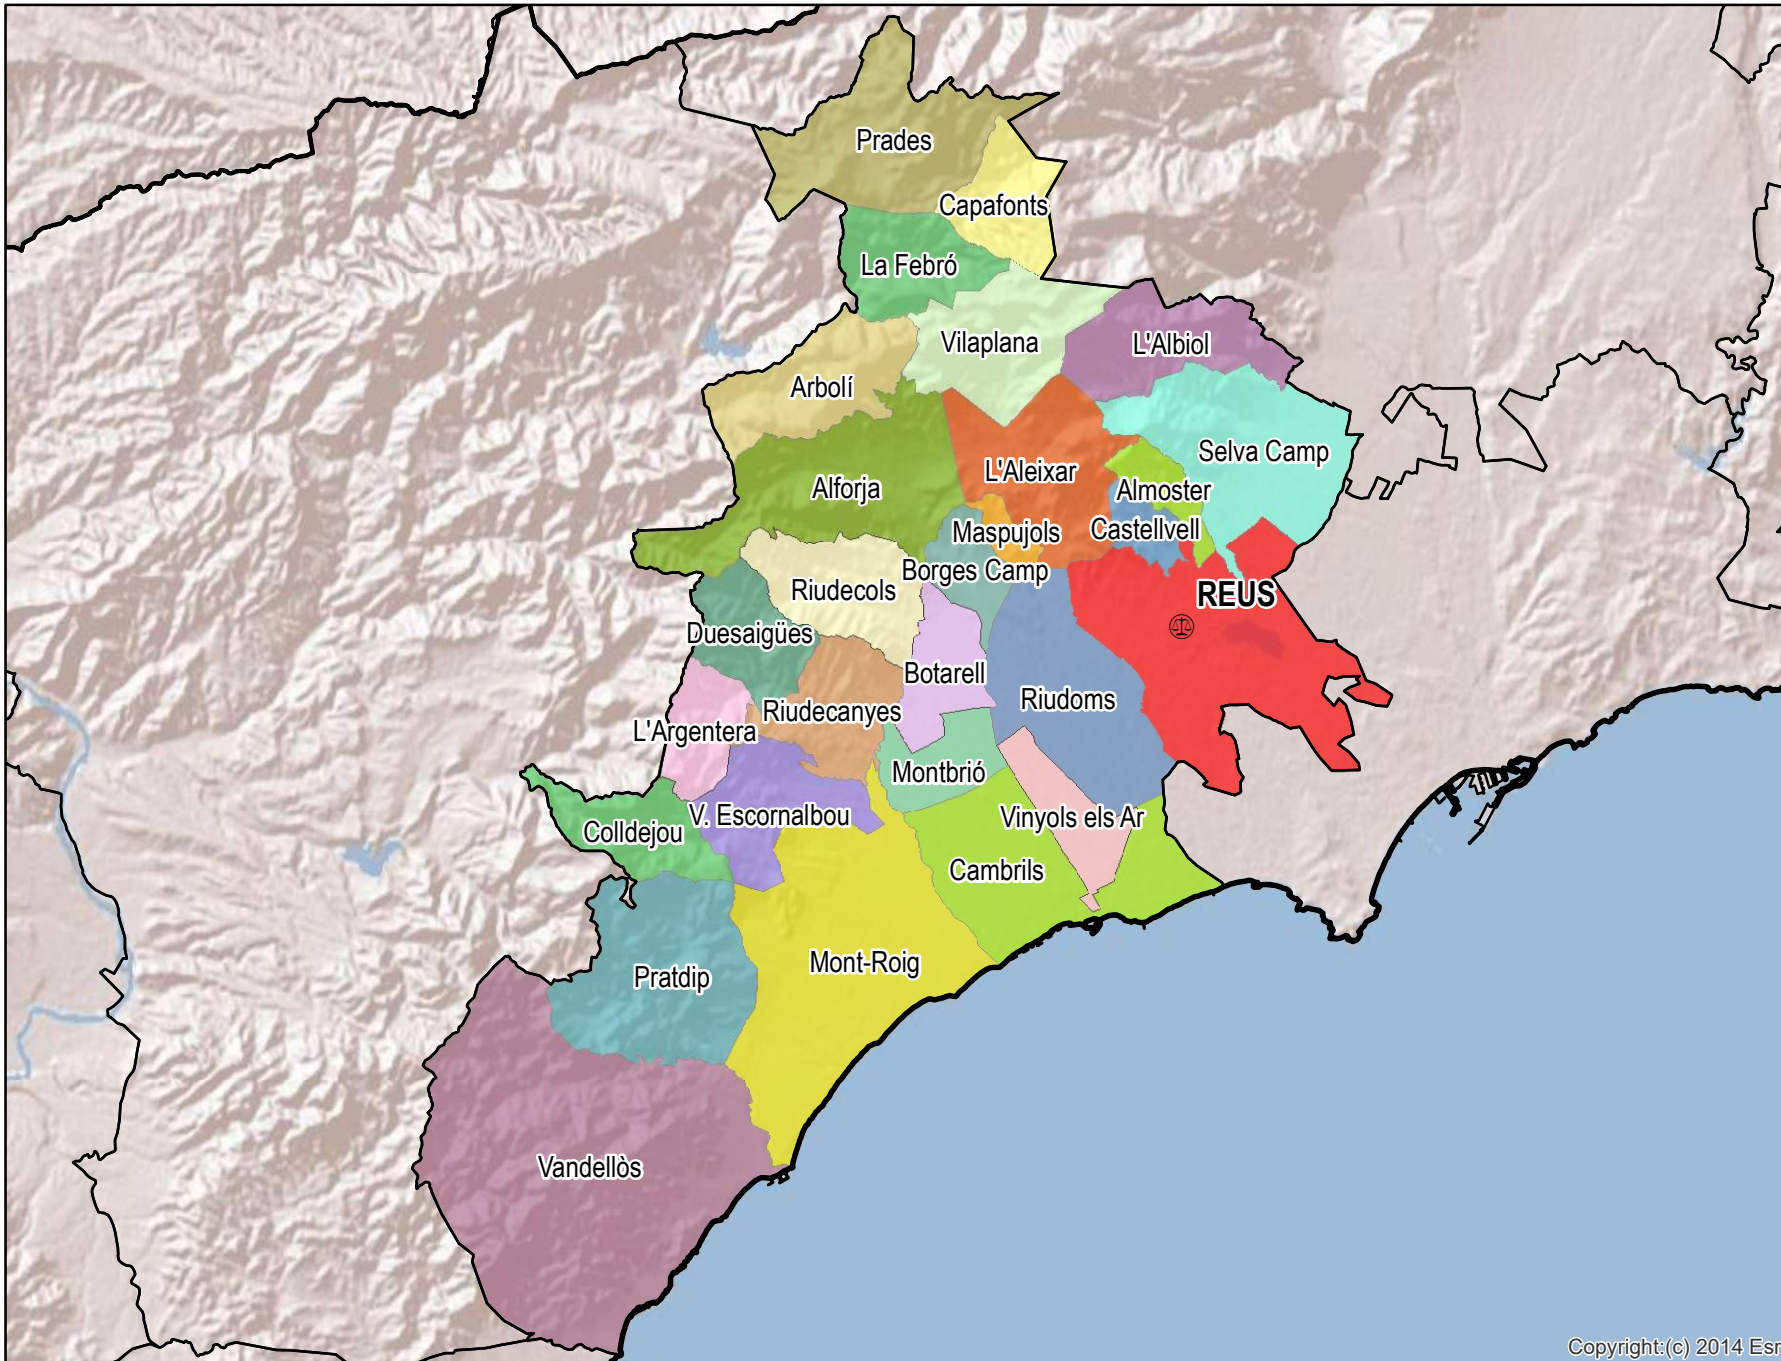 Prades
Capafonts
La Febró
Vilaplana
L'Albiol
Arbolí
Selva Camp
L'Aleixar
Alforja
Almoster
Castellvell
Maspujols
Borges Camp
Riudecols
REUS
Duesaigües
Botarell
Riudoms
Riudecanyes
L'Argentera
Montbrió
V. Escornalbou
Vinyols els Ar
Colldejou
Cambrils
Mont-Roig
Pratdip
Vandellòs
Copyright:(c) 2014 Esr